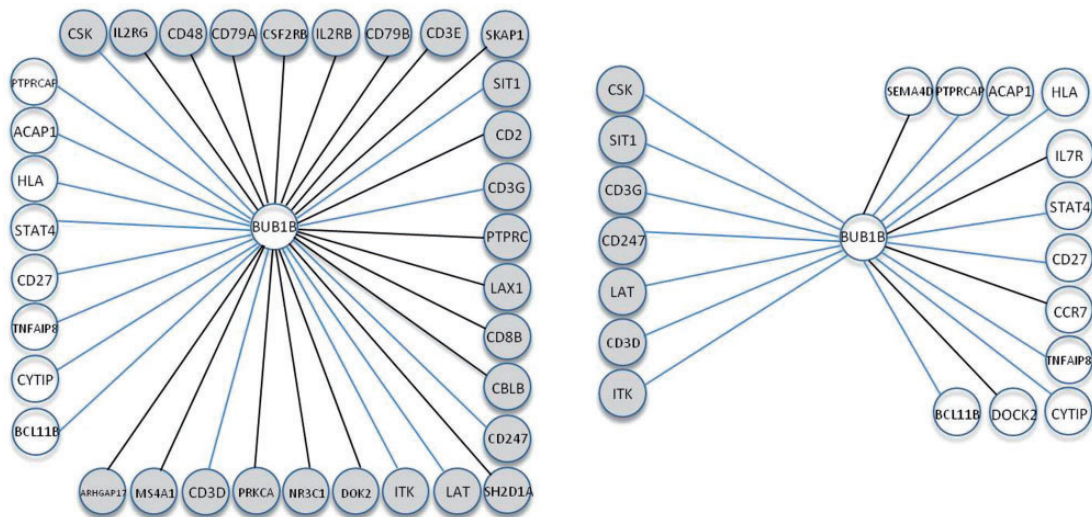 CSK
IL2RG
CD48
CD79A
CSF2RB
IL2RB
CD79B
CD3E
SKAP1
PTPRCAP
SIT1
ACAP1
CD2
HLA
CD3G
STAT4
BUB1B
PTPRC
CD27
LAX1
TNFAIP8
CD8B
CYTIP
CBLB
BCL11B
CD247
ARHGAP17
MS4A1
CD3D
PRKCA
NR3C1
DOK2
ITK
LAT
SH2D1A
CSK
SEMA4D
PTPRCAP
ACAP1
HLA
SIT1
IL7R
CD3G
STAT4
CD247
BUB1B
CD27
LAT
CCR7
CD3D
TNFAIP8
ITK
BCL11B
DOCK2
CYTIP